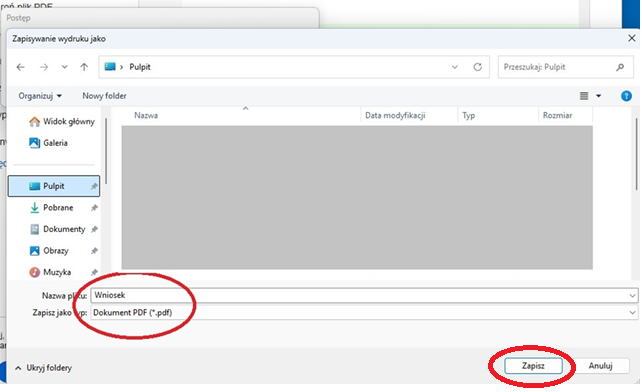 roń plik PDF
Postęp
Zapisywanie wydruku jako
Pulpit
Przeszukaj: Pulpit
Organizuj
Nowy folder
Nazwa
Data modyfikacji
Typ
Rozmiar
Widok główny
Galeria
Pulpit
Pobrane
Dokumenty
Obrazy
Muzyka
Nazwa pliku:
Wniosek
Zapisz jako typ:
Dokument PDF (*.pdf)
Ukryj foldery
Zapisz
Anuluj